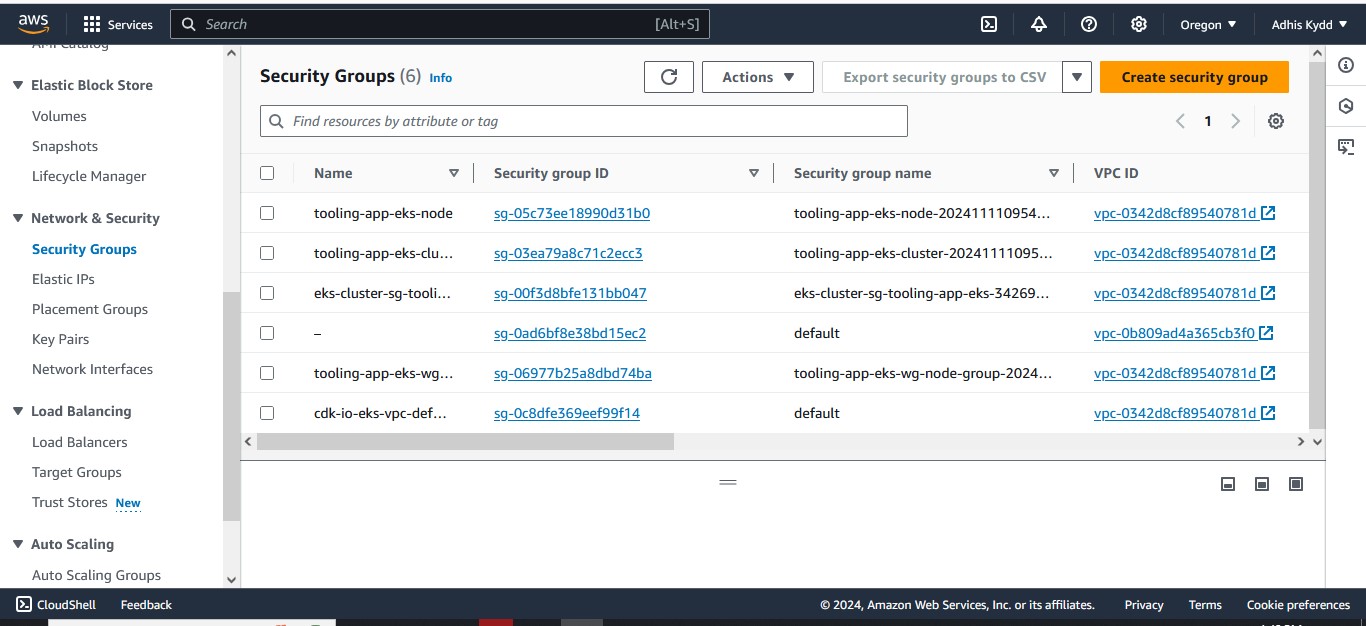 aws
Services
Search
[Alt+S]
Oregon
Adhis Kydd
AMI Catalog
Elastic Block Store
Volumes
Snapshots
Lifecycle Manager
Network & Security
Security Groups
Elastic IPs
Placement Groups
Key Pairs
Network Interfaces
Load Balancing
Load Balancers
Target Groups
Trust Stores New
Auto Scaling
Auto Scaling Groups
Security Groups (6) Info
Actions
Export security groups to CSV
Create security group
Find resources by attribute or tag
1
Name Security group ID Security group name VPC ID
tooling-app-eks-node sg-05c73ee18990d31b0 tooling-app-eks-node-202411110954... vpc-0342d8cf89540781d
tooling-app-eks-clu... sg-03ea79a8c71c2ecc3 tooling-app-eks-cluster-20241111095... vpc-0342d8cf89540781d
eks-cluster-sg-tooli... sg-00f3d8bfe131bb047 eks-cluster-sg-tooling-app-eks-34269... vpc-0342d8cf89540781d
– sg-0ad6bf8e38bd15ec2 default vpc-0b809ad4a365cb3f0
tooling-app-eks-wg... sg-06977b25a8dbd74ba tooling-app-eks-wg-node-group-2024... vpc-0342d8cf89540781d
cdk-io-eks-vpc-def... sg-0c8dfe369eef99f14 default vpc-0342d8cf89540781d
CloudShell
Feedback
© 2024, Amazon Web Services, Inc. or its affiliates.
Privacy
Terms
Cookie preferences